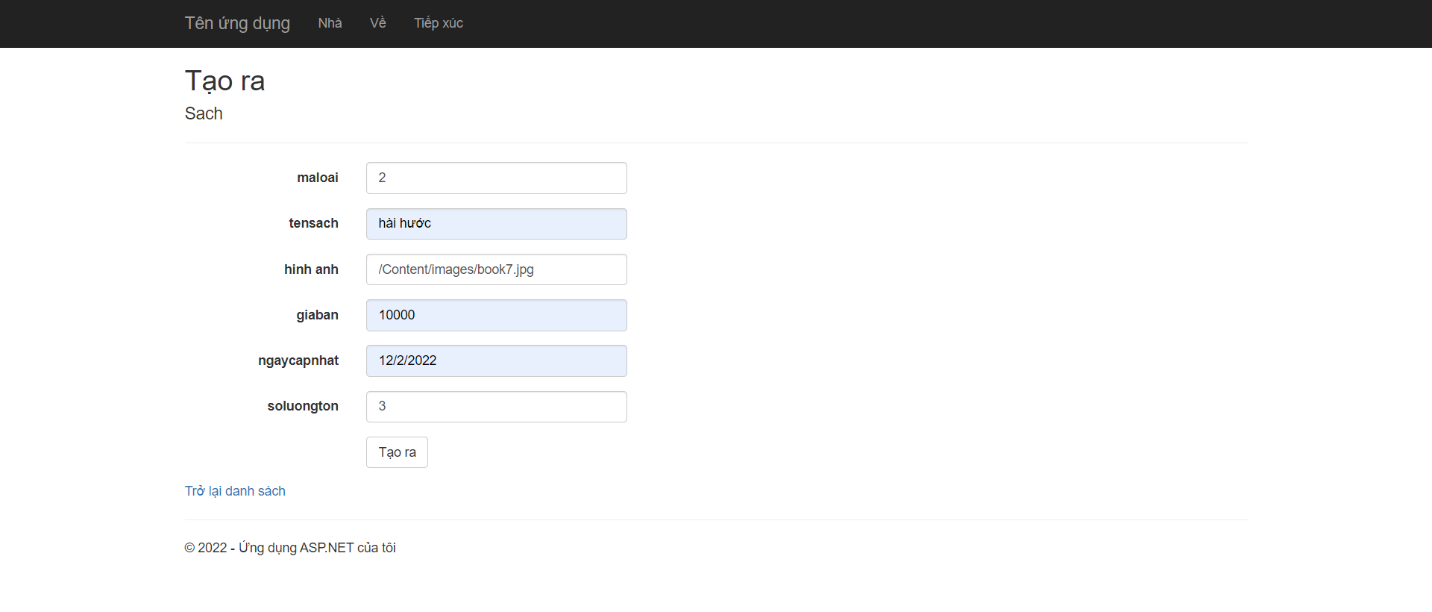 Tên ứng dụng Nhà Về Tiếp xúc
Tạo ra
Sach
maloai 2
tensach hài hước
hinh anh /Content/images/book7.jpg
giaban 10000
ngaycapnhat 12/2/2022
soluongton 3
Tạo ra
Trở lại danh sách
© 2022 - Ứng dụng ASP.NET của tôi